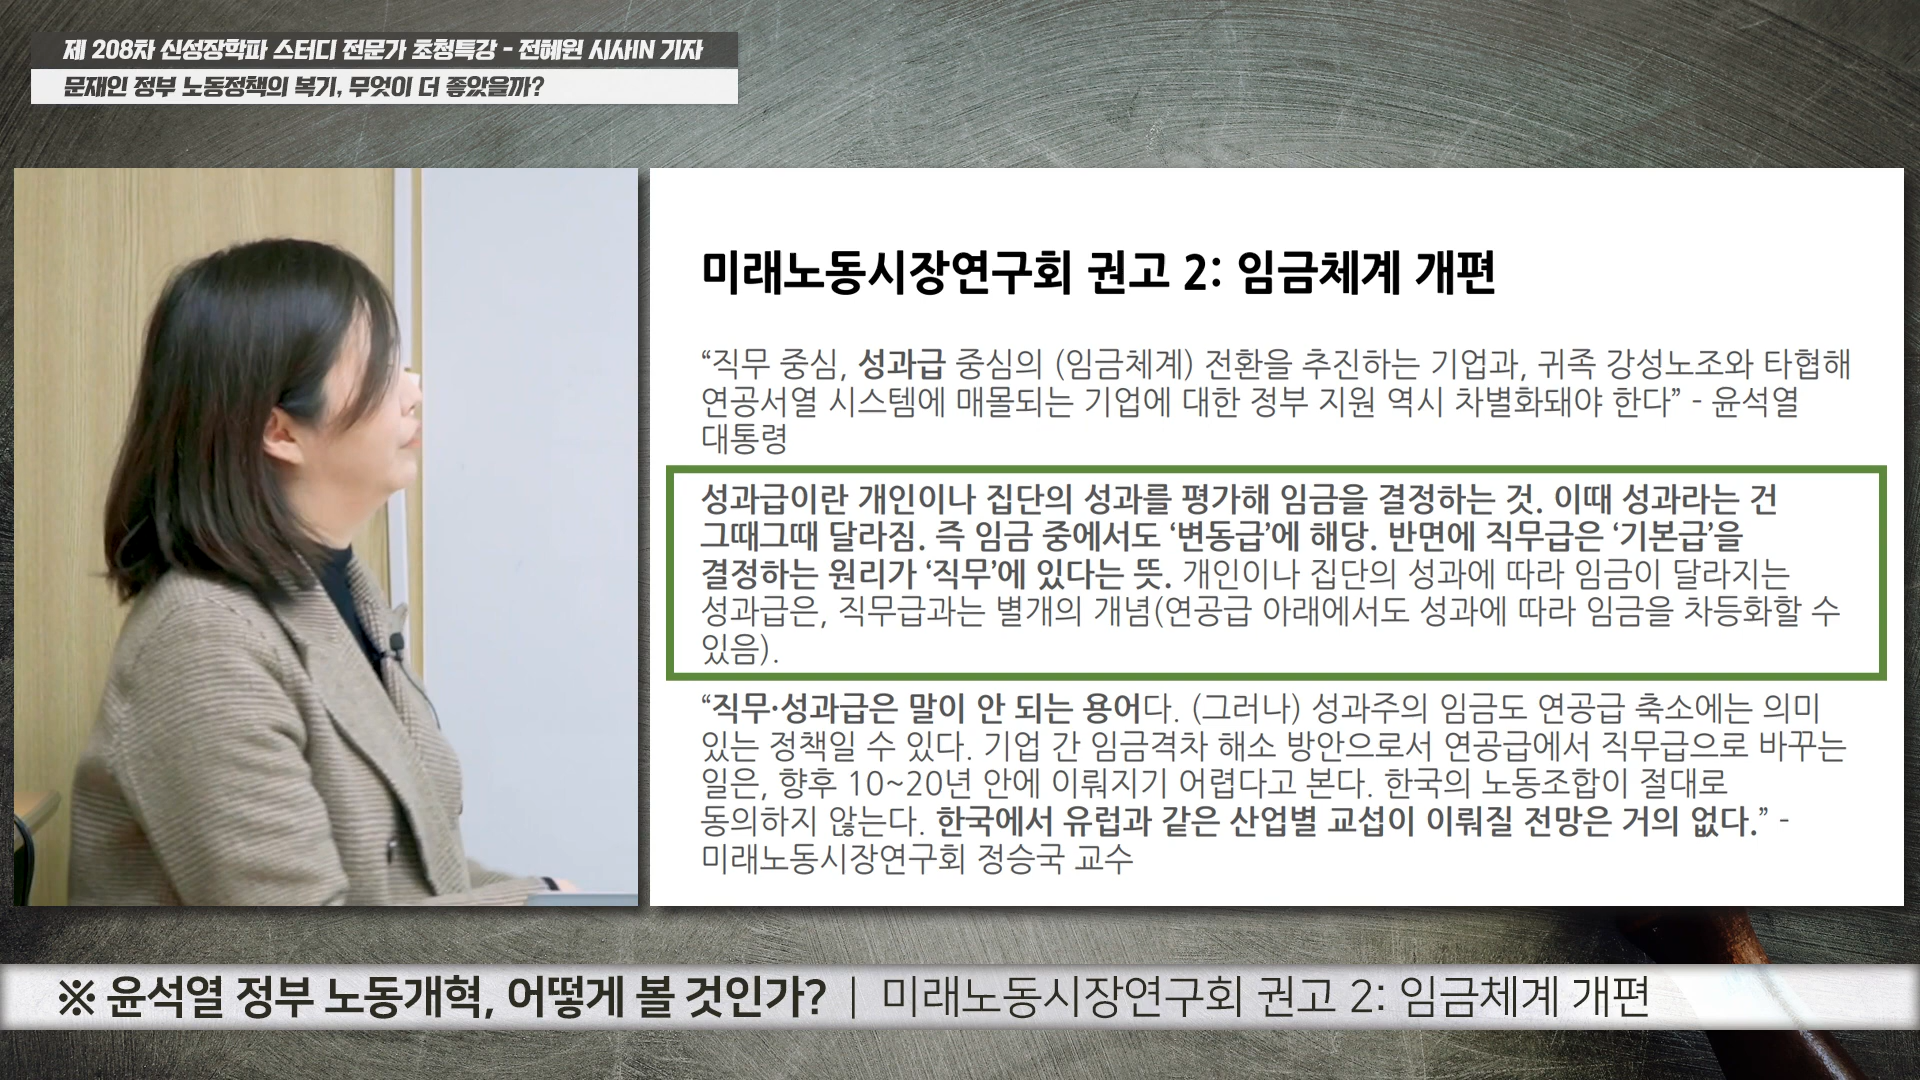 제 208차 신성장학파 스터디 전문가 초청특강 - 전혜원 시사IN 기자
문재인 정부 노동정책의 복기, 무엇이 더 좋았을까?
미래노동시장연구회 권고 2: 임금체계 개편
“직무 중심, 성과급 중심의 (임금체계) 전환을 추진하는 기업과, 귀족 강성노조와 타협해
연공서열 시스템에 매몰되는 기업에 대한 정부 지원 역시 차별화돼야 한다” - 윤석열
대통령
성과급이란 개인이나 집단의 성과를 평가해 임금을 결정하는 것. 이때 성과라는 건
그때그때 달라짐. 즉 임금 중에서도 ‘변동급’에 해당. 반면에 직무급은 ‘기본급’을
결정하는 원리가 ‘직무’에 있다는 뜻. 개인이나 집단의 성과에 따라 임금이 달라지는
성과급은, 직무급과는 별개의 개념(연공급 아래에서도 성과에 따라 임금을 차등화할 수
있음).
“직무·성과급은 말이 안 되는 용어다. (그러나) 성과주의 임금도 연공급 축소에는 의미
있는 정책일 수 있다. 기업 간 임금격차 해소 방안으로서 연공급에서 직무급으로 바꾸는
일은, 향후 10~20년 안에 이뤄지기 어렵다고 본다. 한국의 노동조합이 절대로
동의하지 않는다. 한국에서 유럽과 같은 산업별 교섭이 이뤄질 전망은 거의 없다.” -
미래노동시장연구회 정승국 교수
※ 윤석열 정부 노동개혁, 어떻게 볼 것인가? | 미래노동시장연구회 권고 2: 임금체계 개편